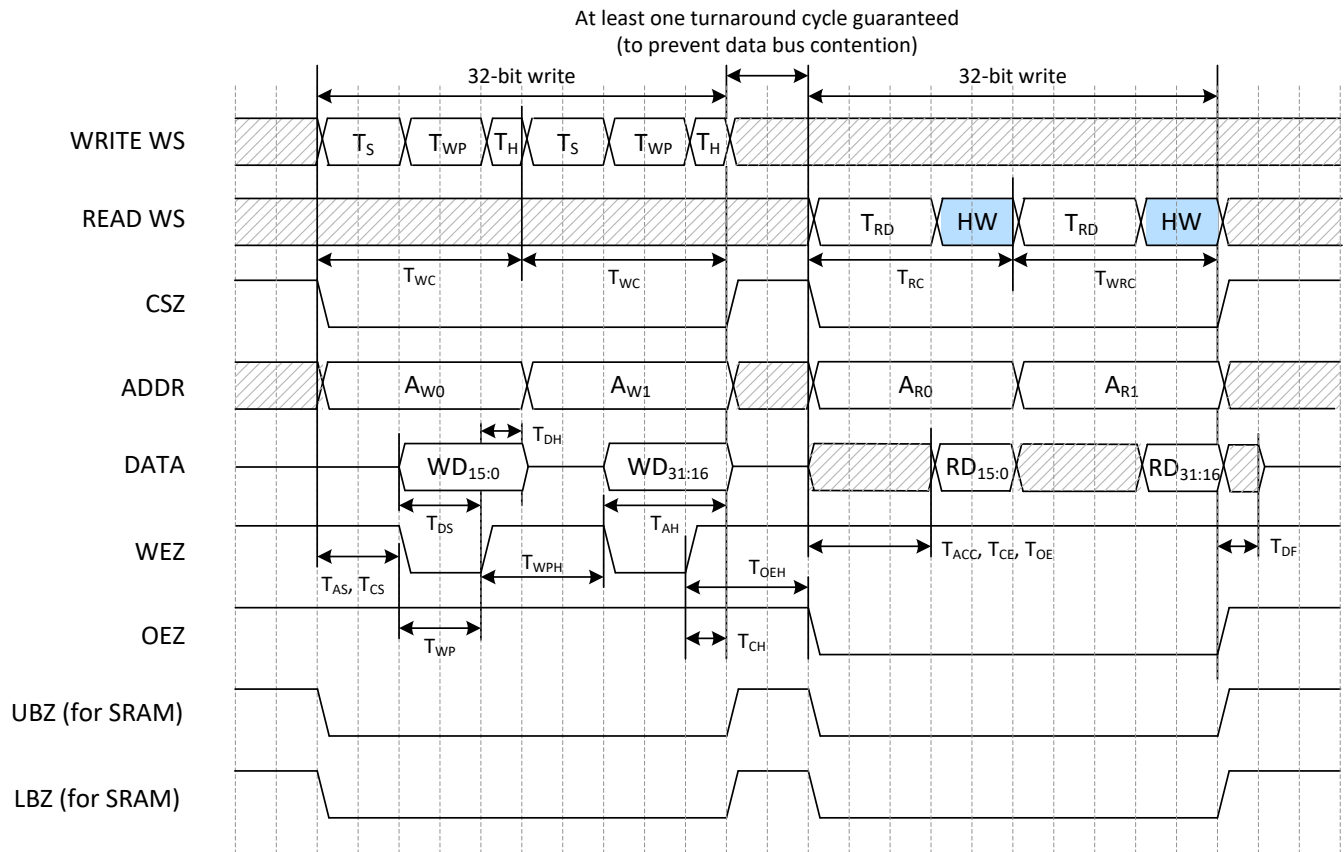 At least one turnaround cycle guaranteed
(to prevent data bus contention)
32-bit write 32-bit write
WRITE WS TS TWP TH TS TWP TH
READ WS TRD HW TRD HW
TWC TWC TRC TWRC
CSZ
ADDR AW0 AW1 AR0 AR1
TDH
DATA WD15:0 WD31:16 RD15:0 RD31:16
TDS TAH
WEZ TACC, TCE, TOE TDF
TAS, TCS TWPH TOEH
OEZ
TWP TCH
UBZ (for SRAM)
LBZ (for SRAM)